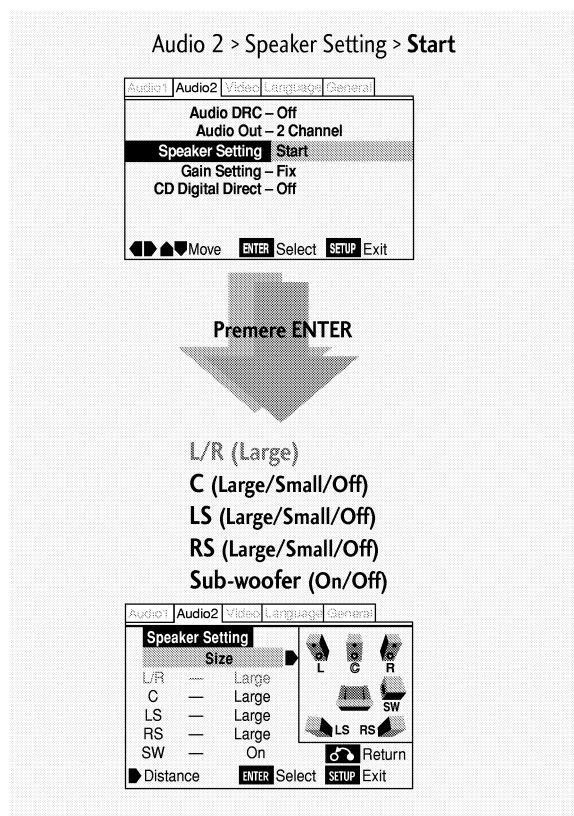 Audio 2 > Speaker Setting > Start
Audio1 Audio2 Video Language General
Audio DRC – Off
Audio Out – 2 Channel
Speaker Setting Start
Gain Setting – Fix
CD Digital Direct – Off
Move ENTER Select SETUP Exit
Premere ENTER
L/R (Large)
C (Large/Small/Off)
LS (Large/Small/Off)
RS (Large/Small/Off)
Sub-woofer (On/Off)
Audio1 Audio2 Video Language General
Speaker Setting
Size
L/R — Large
C — Large
LS — Large
RS — Large
SW — On
L C R
SW
LS RS
Return
Distance ENTER Select SETUP Exit